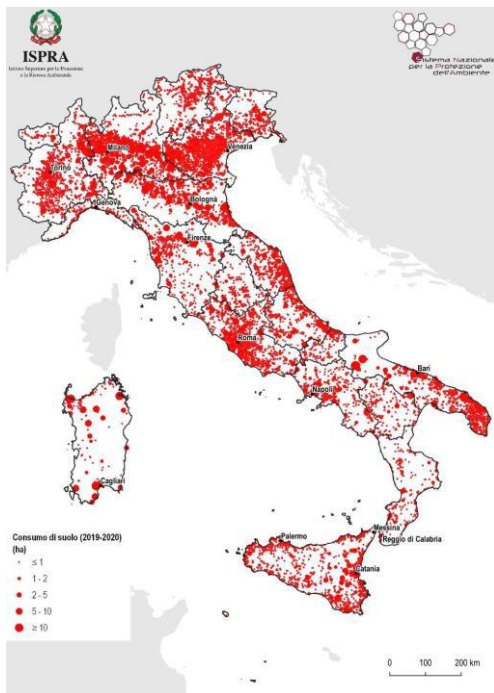 ISPRA
Istituto Superiore per la Protezione
e la Ricerca Ambientale
Sistema Nazionale
per la Protezione
dell'Ambiente
Milano
Venezia
Torino
Bologna
Genova
Firenze
Roma
Bari
Napoli
Cagliari
Messina
Palermo
Reggio di Calabria
Catania
Consumo di suolo (2019-2020)
(ha)
≤ 1
1 - 2
2 - 5
5 - 10
≥ 10
0 100 200 km